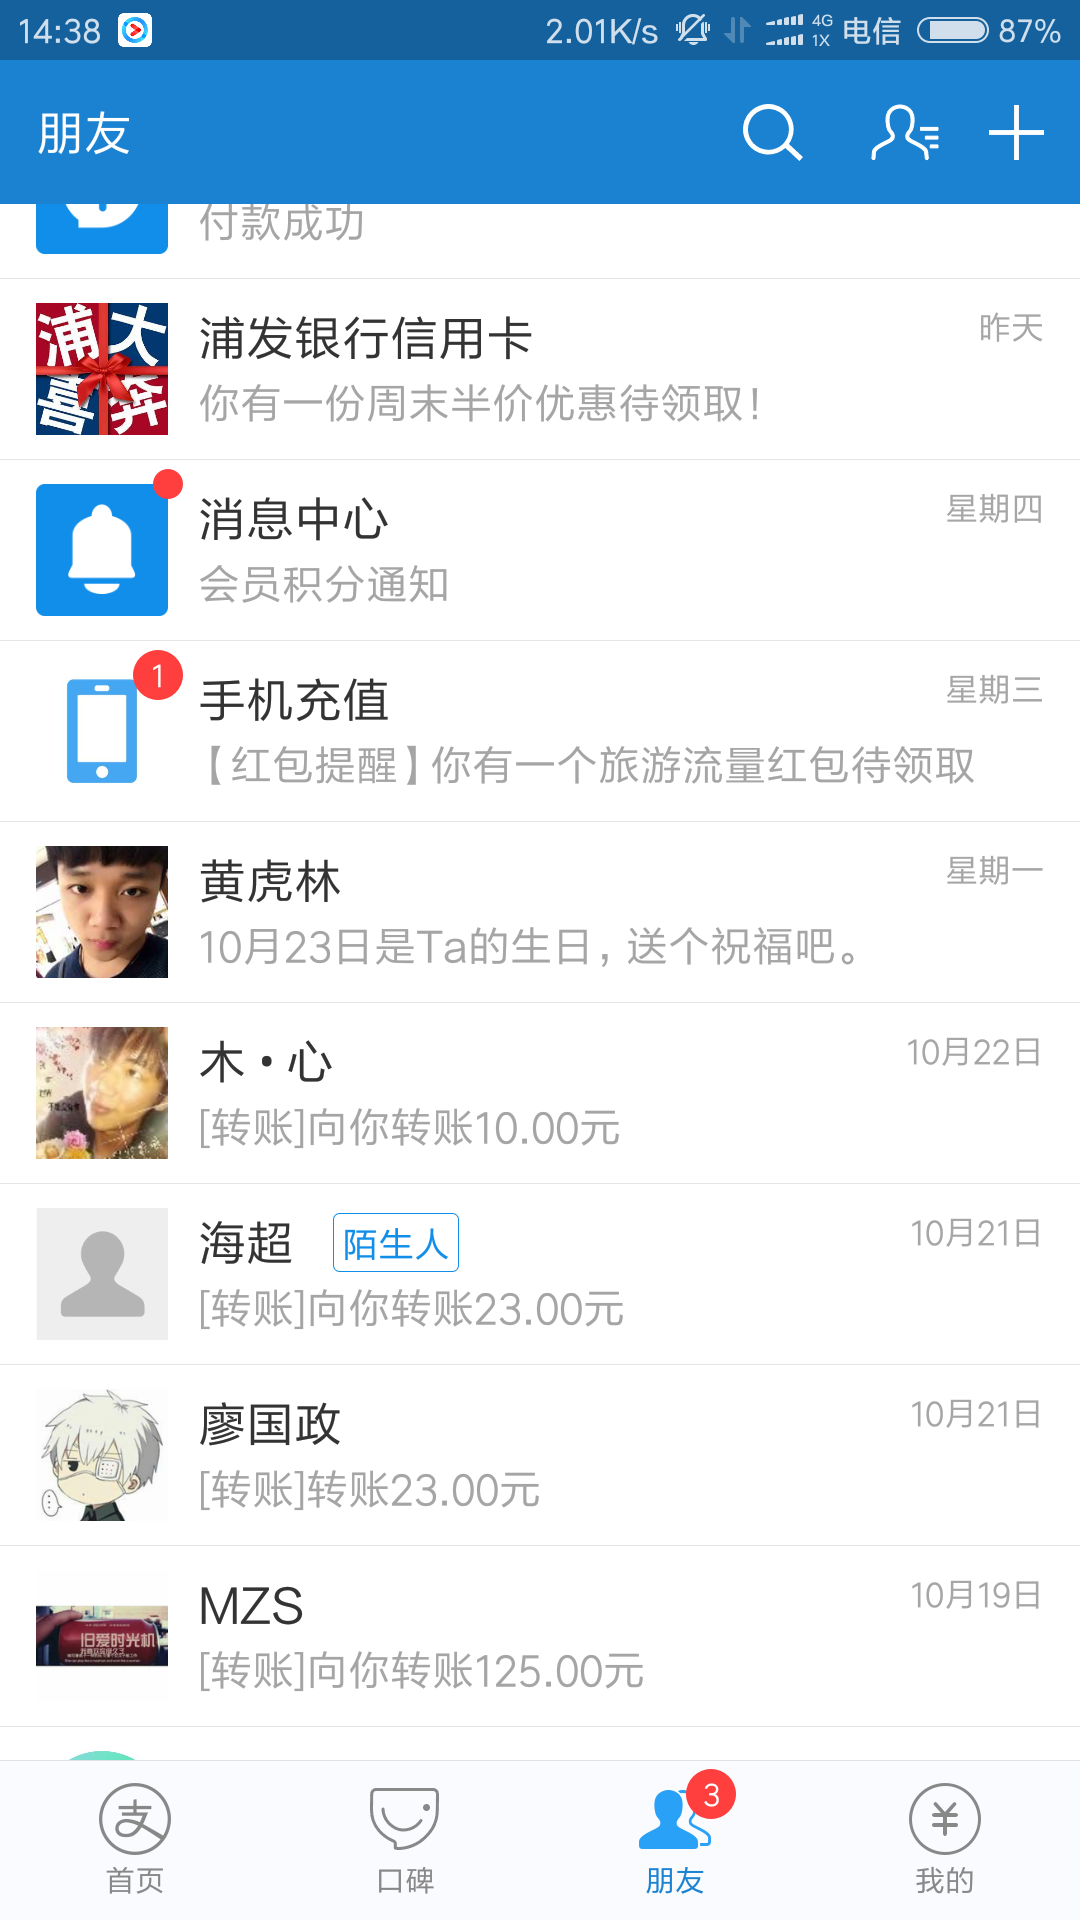 14:38 2.01K/s 4G 1X 电信 87%
朋友
付款成功
浦大喜奔
浦发银行信用卡 昨天
你有一份周末半价优惠待领取！
消息中心 星期四
会员积分通知
1
手机充值 星期三
【红包提醒】你有一个旅游流量红包待领取
黄虎林 星期一
10月23日是Ta的生日，送个祝福吧。
木·心 10月22日
[转账]向你转账10.00元
海超 陌生人 10月21日
[转账]向你转账23.00元
廖国政 10月21日
[转账]转账23.00元
MZS 10月19日
旧爱时光机
[转账]向你转账125.00元
3
首页 口碑 朋友 我的